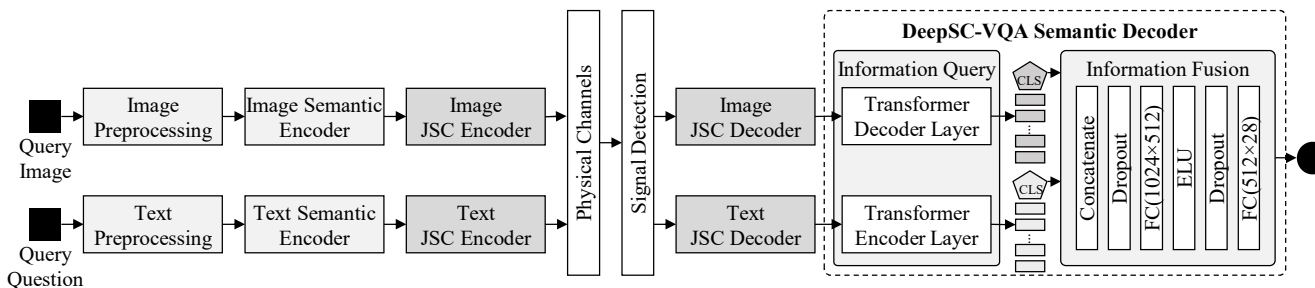 DeepSC-VQA Semantic Decoder
Query
Image
Image
Preprocessing
Image Semantic
Encoder
Image
JSC Encoder
Query
Question
Text
Preprocessing
Text Semantic
Encoder
Text
JSC Encoder
Physical Channels
Signal Detection
Image
JSC Decoder
Text
JSC Decoder
Information Query
Transformer
Decoder Layer
Transformer
Encoder Layer
CLS
CLS
Information Fusion
Concatenate
Dropout
FC(1024×512)
ELU
Dropout
FC(512×28)